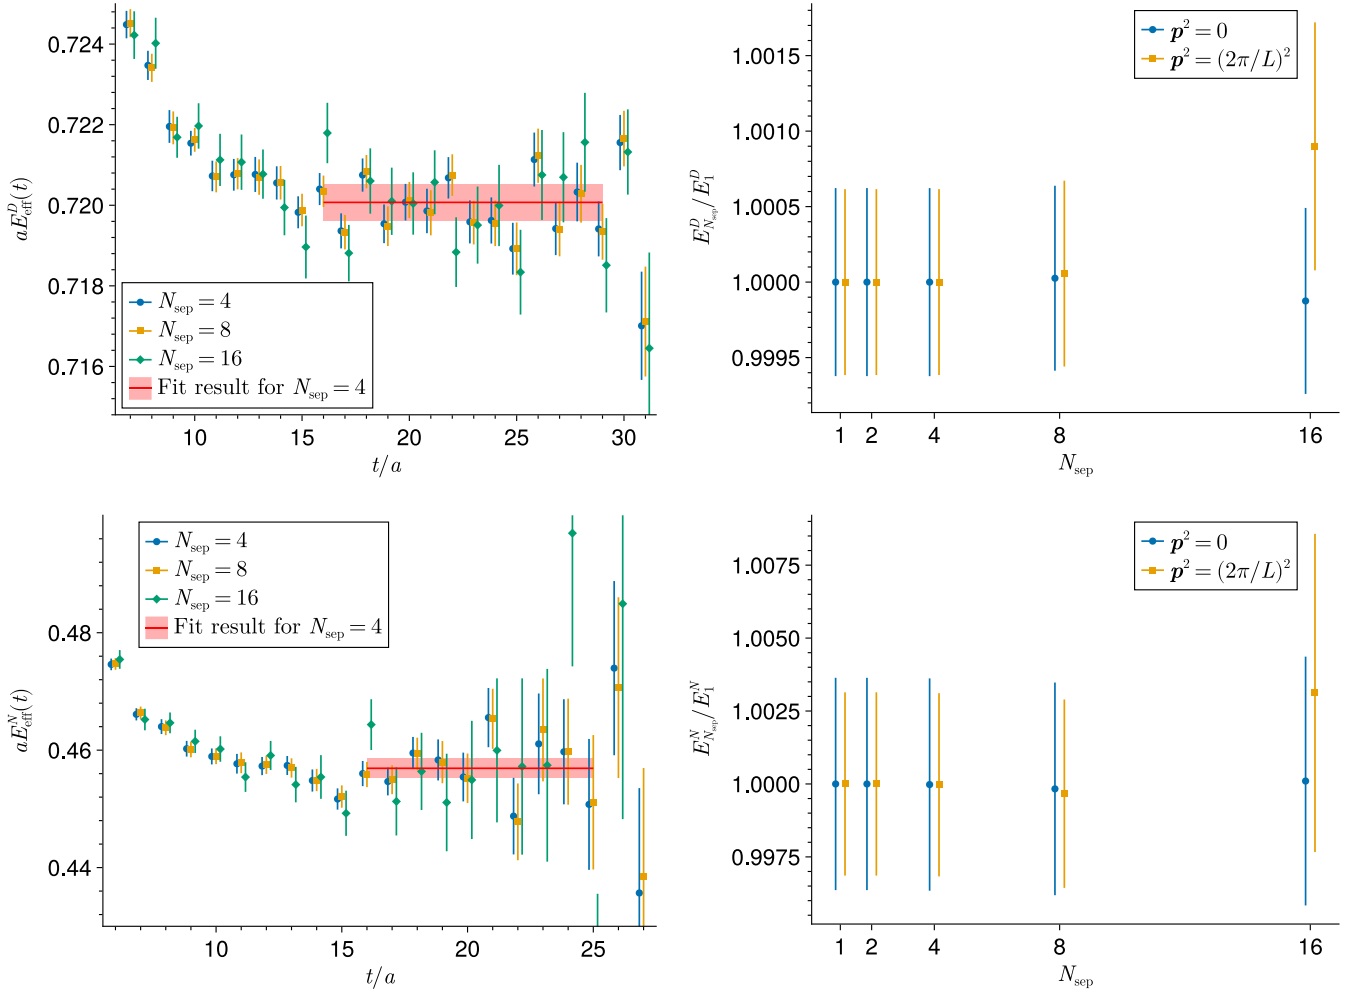 0.724
0.722
0.720
0.718
0.716
aE^D_eff(t)
N_sep = 4
N_sep = 8
N_sep = 16
Fit result for N_sep = 4
10 15 20 25 30
t/a
1.0015
1.0010
1.0005
1.0000
0.9995
E^D_{N_sep}/E^D_1
p² = 0
p² = (2π/L)²
1 2 4 8 16
N_sep
0.48
0.46
0.44
aE^N_eff(t)
N_sep = 4
N_sep = 8
N_sep = 16
Fit result for N_sep = 4
10 15 20 25
t/a
1.0075
1.0050
1.0025
1.0000
0.9975
E^N_{N_sep}/E^N_1
p² = 0
p² = (2π/L)²
1 2 4 8 16
N_sep